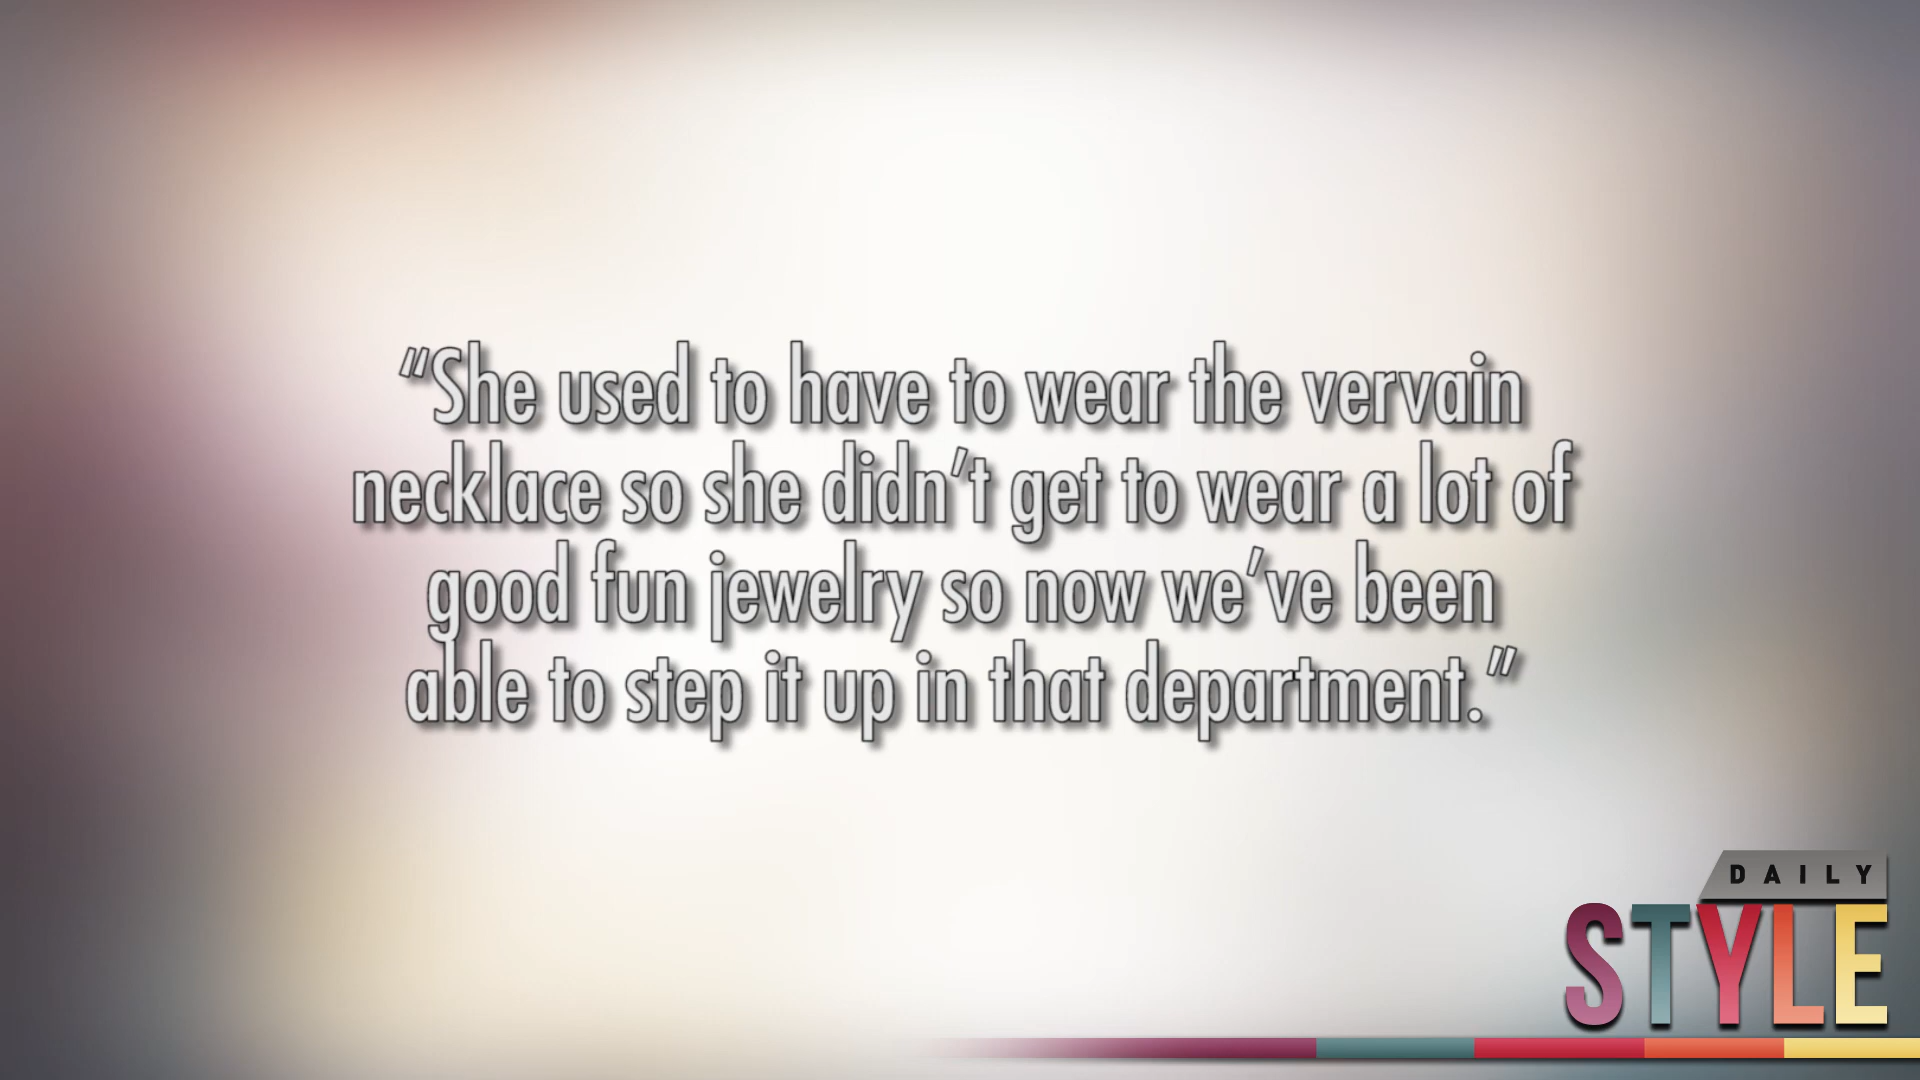 “She used to have to wear the vervain
necklace so she didn’t get to wear a lot of
good fun jewelry so now we’ve been
able to step it up in that department.”
DAILY
STYLE